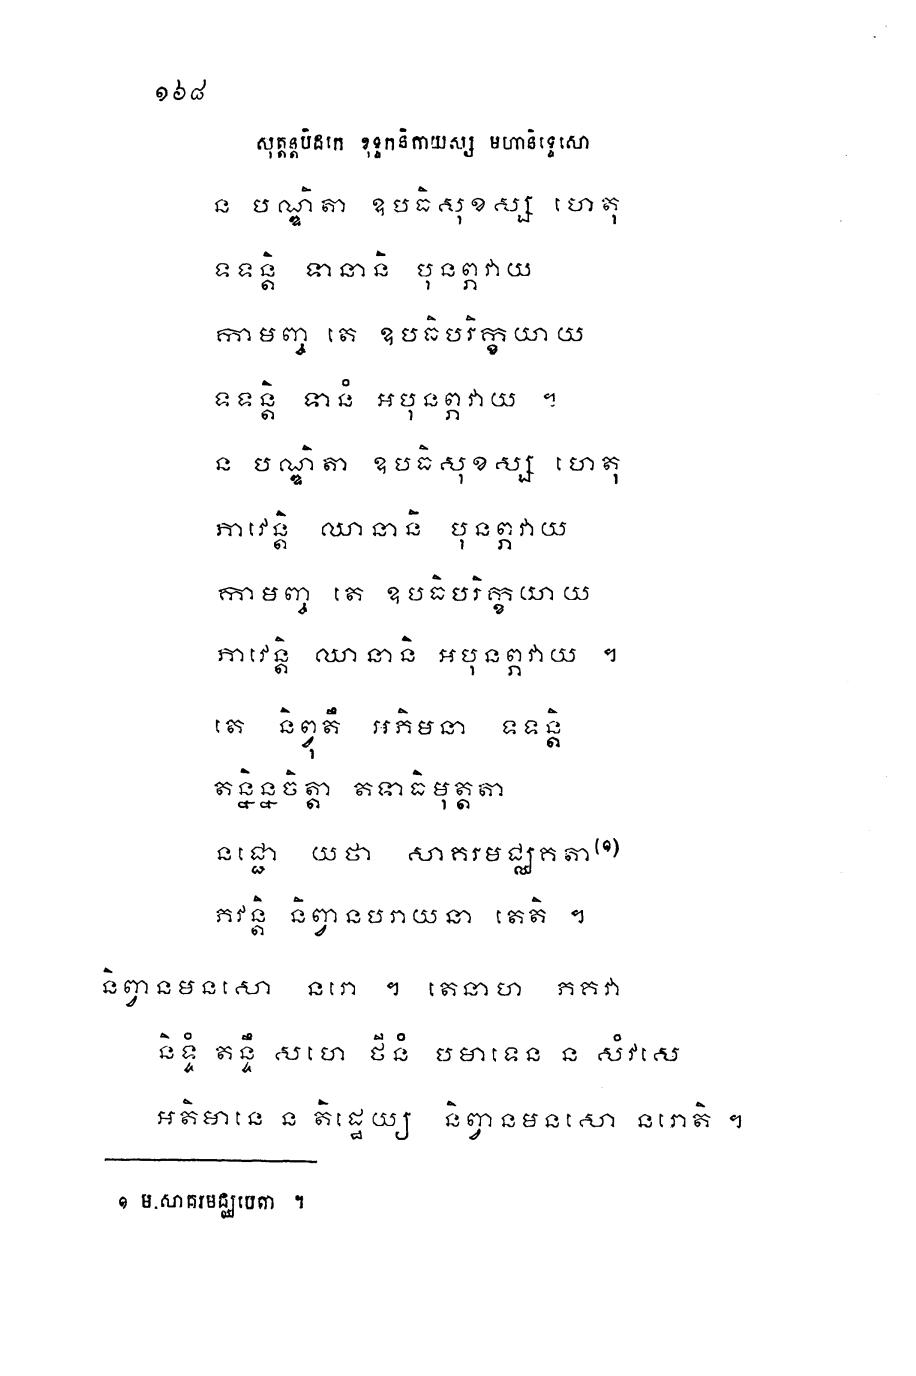 ១៦៨
សុត្តន្តបិដកេ ខុទ្ទកនិកាយស្ស មហានិទ្ទេសោ
ន បណ្ឌិតា ឧបធិសុខស្ស ហេតុ
ទទន្តិ ទានានិ បុនព្ភវាយ
កាមញ្ច តេ ឧបធិបរិក្ខយាយ
ទទន្តិ ទានំ អបុនព្ភវាយ ។
ន បណ្ឌិតា ឧបធិសុខស្ស ហេតុ
ភាវេន្តិ ឈានានិ បុនព្ភវាយ
កាមញ្ច តេ ឧបធិបរិក្ខយាយ
ភាវេន្តិ ឈានានិ អបុនព្ភវាយ ។
តេ និព្វុតឹ អភិមនា ទទន្តិ
តន្និន្នចិត្តា តទាធិមុត្តតា
នជ្ជោ យថា សាគរមជ្ឈគតា(១)
ភវន្តិ និព្វានបរាយនា តេតិ ។
និព្វានមនសោ នរោ ។ តេនាហ ភគវា
និទ្ទំ តន្ទឹ សហេ ថីនំ បមាទេន ន សំវសេ
អតិមានេ ន តិដ្ឋេយ្យ និព្វានមនសោ នរោតិ ។
១ ម.សាគរមជ្ឈបេតា ។